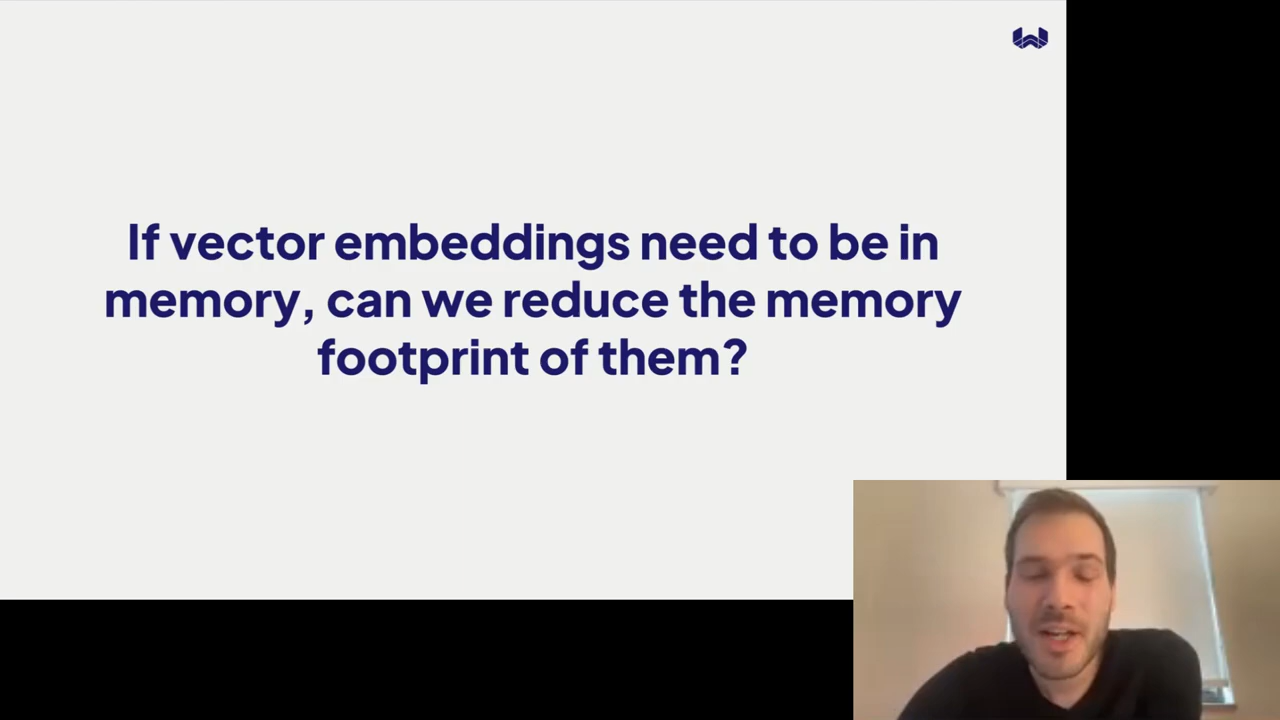 If vector embeddings need to be in
memory, can we reduce the memory
footprint of them?